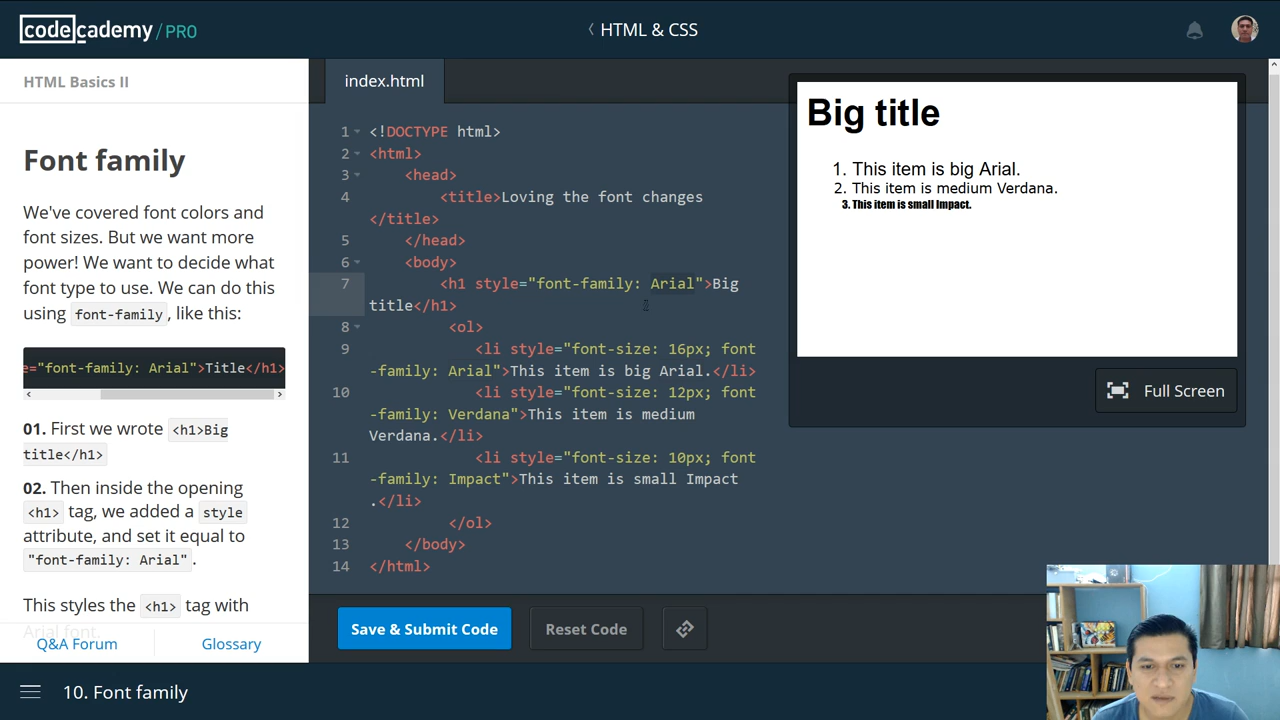 codecademy / PRO
HTML & CSS
HTML Basics II
Font family
We've covered font colors and
font sizes. But we want more
power! We want to decide what
font type to use. We can do this
using font-family, like this:
e="font-family: Arial">Title</h1>
01. First we wrote <h1>Big
title</h1>
02. Then inside the opening
<h1> tag, we added a style
attribute, and set it equal to
"font-family: Arial".
This styles the <h1> tag with
Arial font.
Q&A Forum
Glossary
10. Font family
index.html
1 <!DOCTYPE html>
2 <html>
3 <head>
4 <title>Loving the font changes
</title>
5 </head>
6 <body>
7 <h1 style="font-family: Arial">Big
title</h1>
8 <ol>
9 <li style="font-size: 16px; font
-family: Arial">This item is big Arial.</li>
10 <li style="font-size: 12px; font
-family: Verdana">This item is medium
Verdana.</li>
11 <li style="font-size: 10px; font
-family: Impact">This item is small Impact
.</li>
12 </ol>
13 </body>
14 </html>
Save & Submit Code
Reset Code
Big title
1. This item is big Arial.
2. This item is medium Verdana.
3. This item is small Impact.
Full Screen